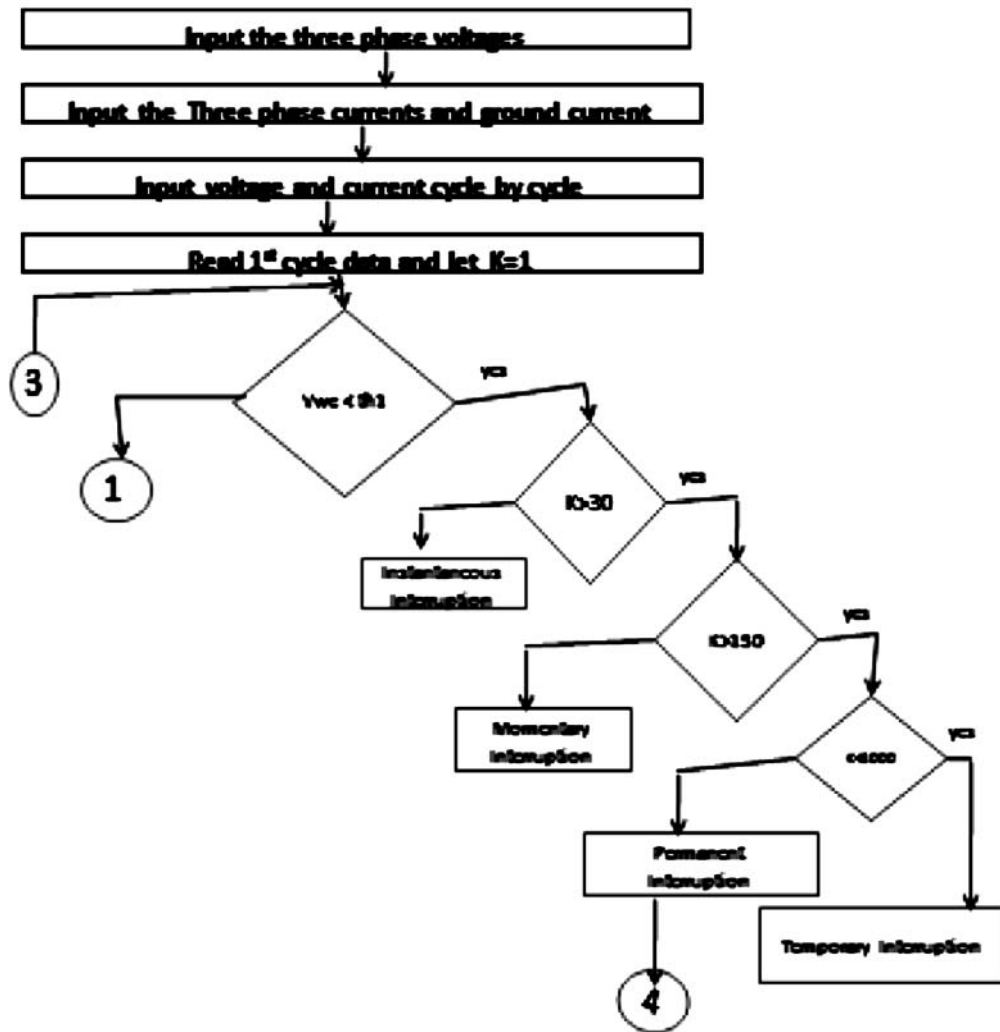 Input the three phase voltages
Input the Three phase currents and ground current
Input voltage and current cycle by cycle
Read 1st cycle data and let K=1
3
yes
1
yes
K>30
Instantaneous
Interruption
yes
K>150
Momentary
Interruption
yes
Permanent
Interruption
Temporary Interruption
4